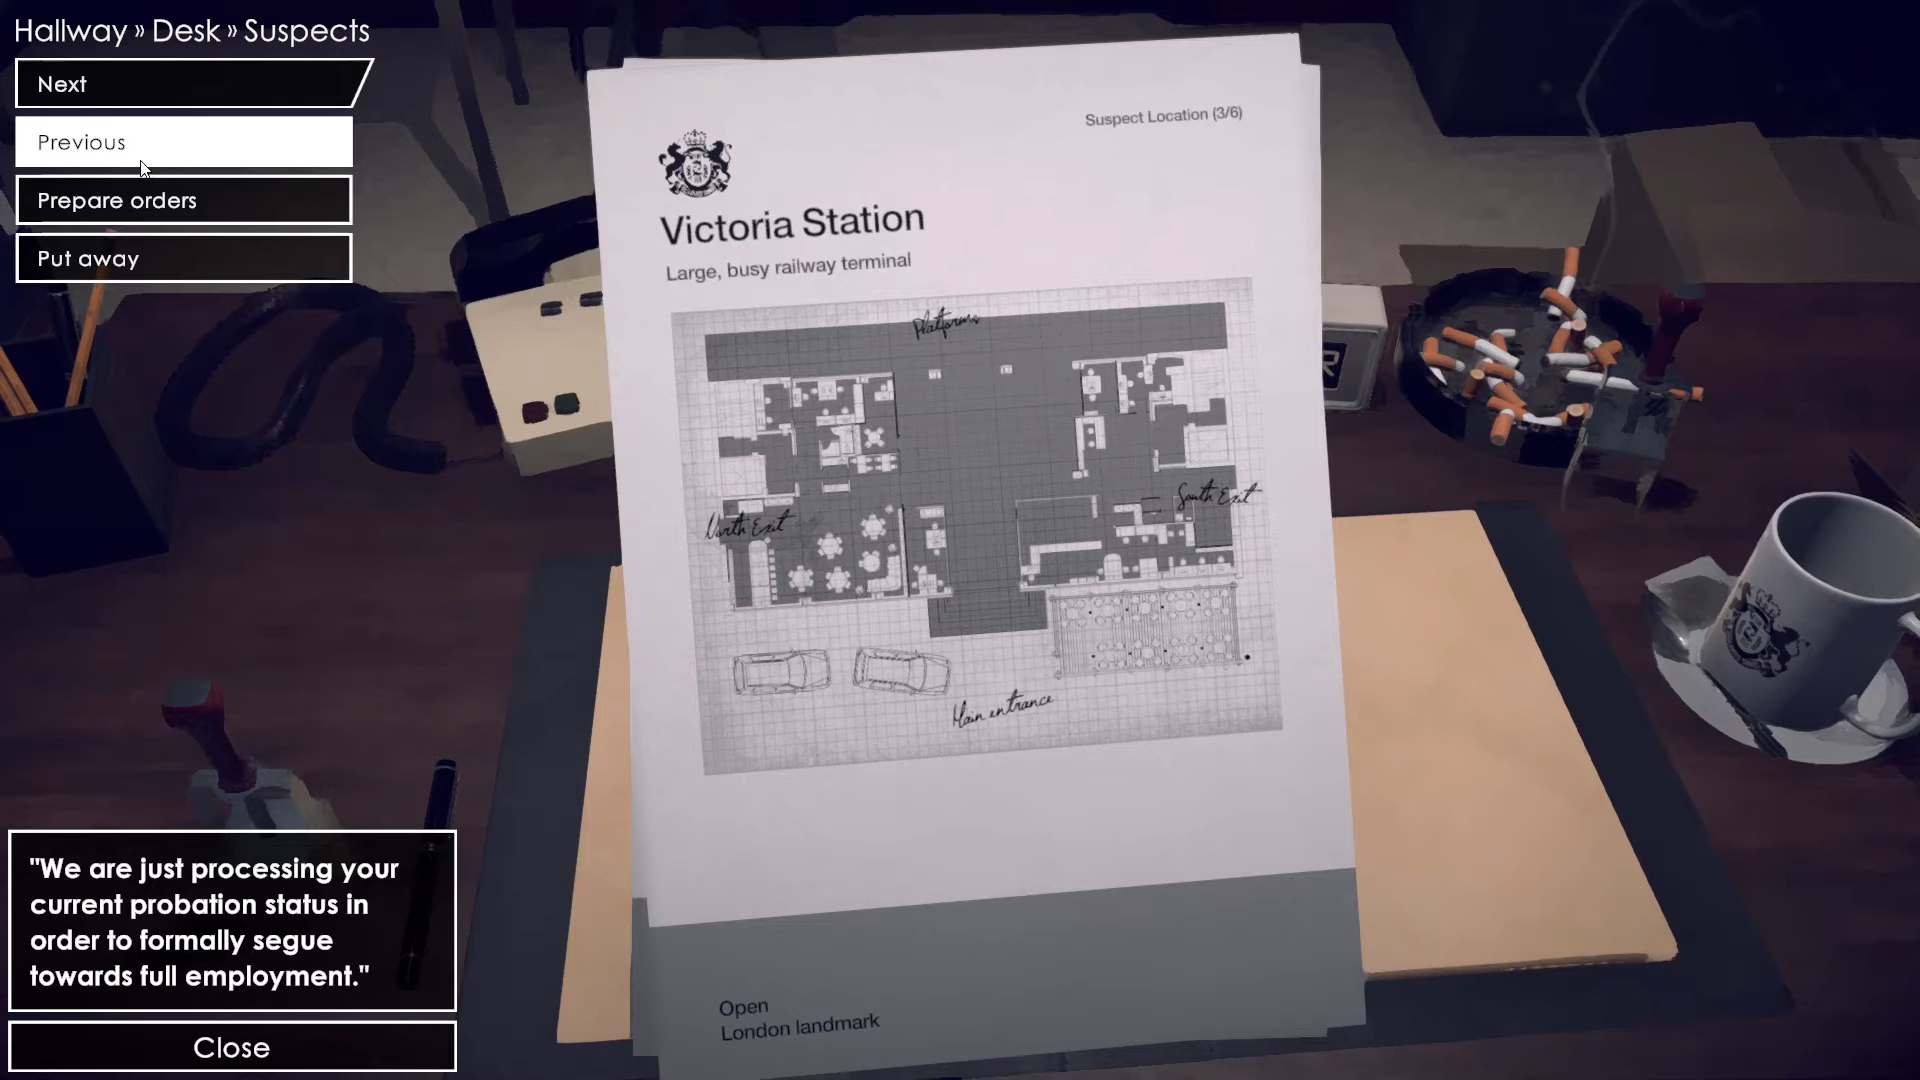 Hallway » Desk » Suspects
Next
Previous
Prepare orders
Put away
Suspect Location (3/6)
Victoria Station
Large, busy railway terminal
Platforms
South Exit
North Exit
Main entrance
R
Open
London landmark
"We are just processing your
current probation status in
order to formally segue
towards full employment."
Close